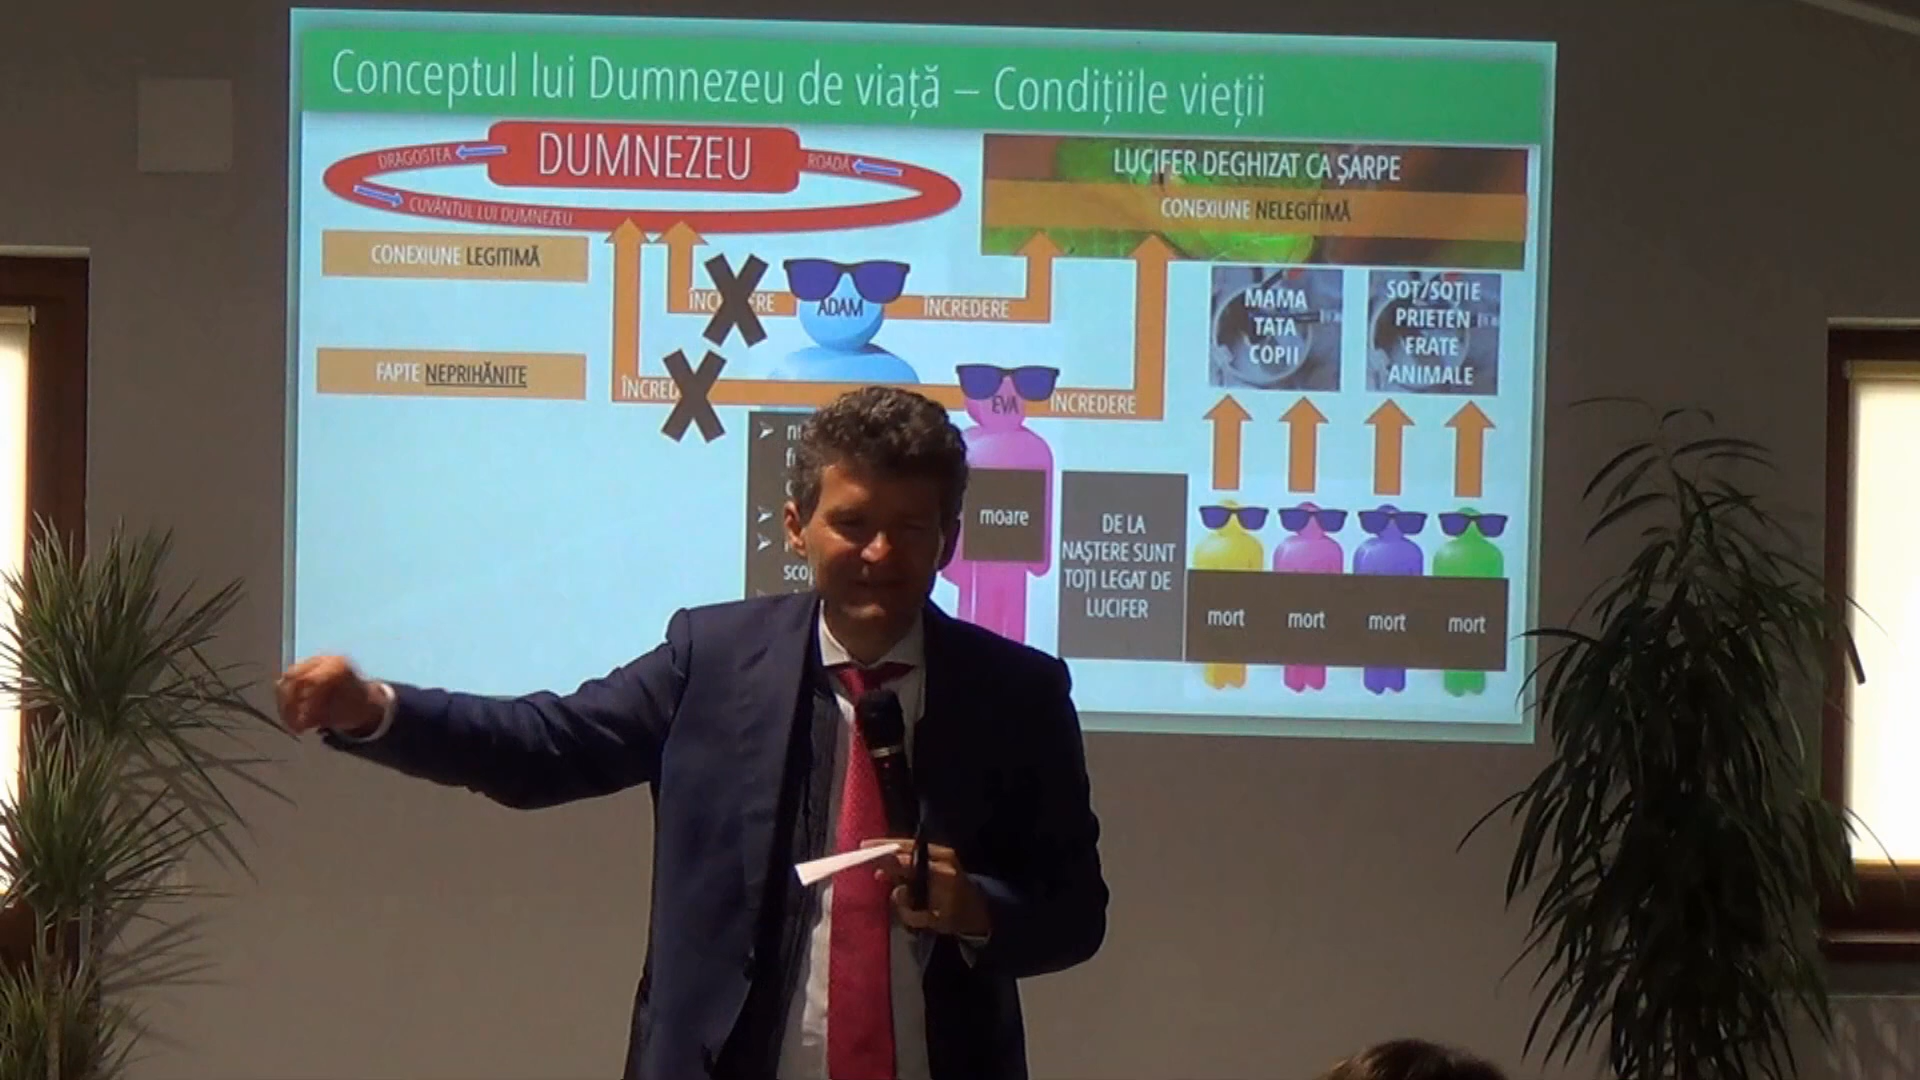 Conceptul lui Dumnezeu de viață – Condițiile vieții
DUMNEZEU
DRAGOSTEA
ROADĂ
CUVÂNTUL LUI DUMNEZEU
LUCIFER DEGHIZAT CA ȘARPE
CONEXIUNE NELEGITIMĂ
CONEXIUNE LEGITIMĂ
ADAM
ÎNCREDERE
MAMA
TATA
COPII
SOȚ/SOȚIE
PRIETEN
FRATE
ANIMALE
FAPTE NEPRIHĂNITE
EVA
ÎNCREDERE
moare
DE LA
NAȘTERE SUNT
TOȚI LEGAT DE
LUCIFER
mort
mort
mort
mort